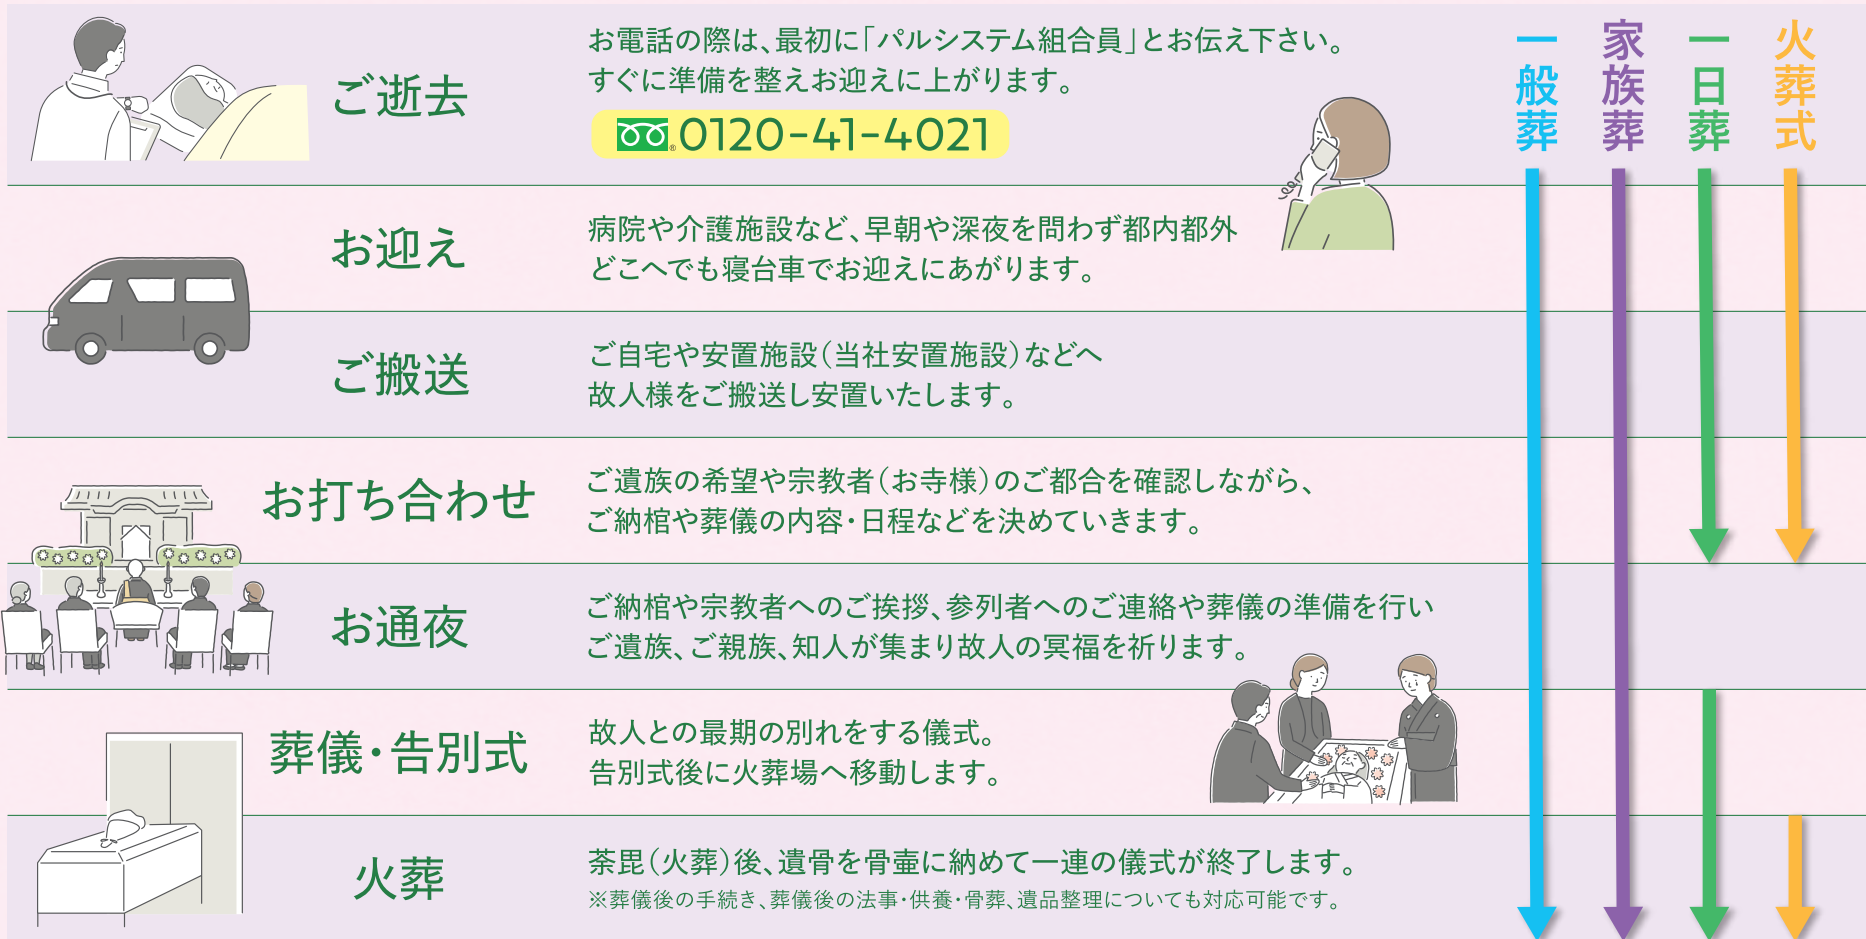 ご逝去
お電話の際は、最初に「パルシステム組合員」とお伝え下さい。
すぐに準備を整えお迎えに上がります。
0120-41-4021
一般葬
家族葬
一日葬
火葬式
お迎え
病院や介護施設など、早朝や深夜を問わず都内都外
どこへでも寝台車でお迎えにあがります。
ご搬送
ご自宅や安置施設(当社安置施設)などへ
故人様をご搬送し安置いたします。
お打ち合わせ
ご遺族の希望や宗教者(お寺様)のご都合を確認しながら、
ご納棺や葬儀の内容・日程などを決めていきます。
お通夜
ご納棺や宗教者へのご挨拶、参列者へのご連絡や葬儀の準備を行い
ご遺族、ご親族、知人が集まり故人の冥福を祈ります。
葬儀・告別式
故人との最期の別れをする儀式。
告別式後に火葬場へ移動します。
火葬
荼毘(火葬)後、遺骨を骨壷に納めて一連の儀式が終了します。
※葬儀後の手続き、葬儀後の法事・供養・骨葬、遺品整理についても対応可能です。